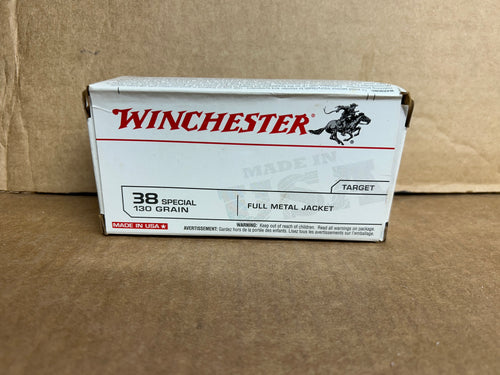 WINCHESTER
MADE IN
USA
TARGET
38 SPECIAL
130 GRAIN
FULL METAL JACKET
MADE IN USA ★
WARNING: Keep out of reach of children. Read all warnings on package.
AVERTISSEMENT: Gardez hors de la portée des enfants. Lisez tous les avertissements sur l'emballage.